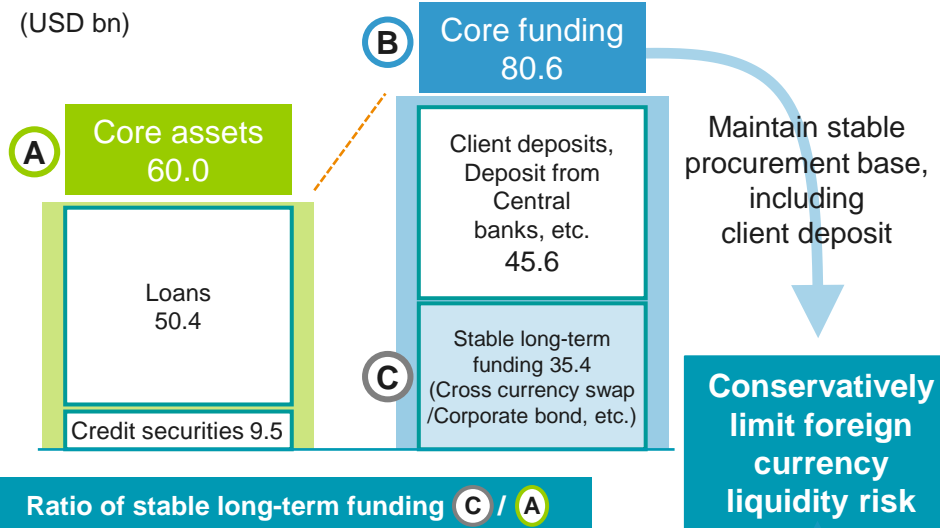 (USD bn)
A
Core assets
60.0
Loans
50.4
Credit securities 9.5
B
Core funding
80.6
Client deposits,
Deposit from
Central
banks, etc.
45.6
C
Stable long-term
funding 35.4
(Cross currency swap
/Corporate bond, etc.)
Maintain stable
procurement base,
including
client deposit
Conservatively
limit foreign
currency
liquidity risk
Ratio of stable long-term funding C / A